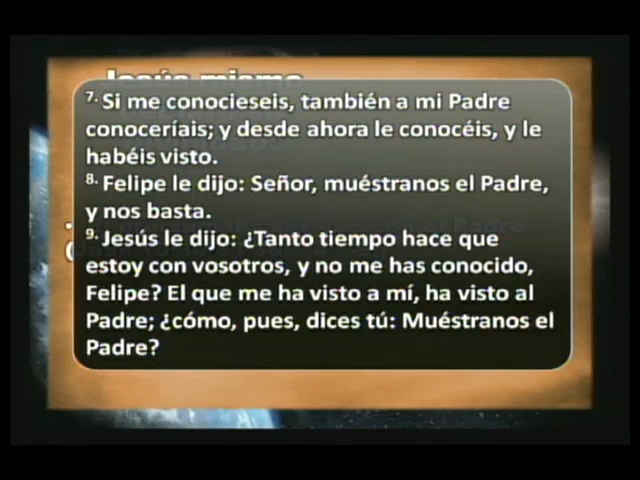 Jesús mismo
7. Si me conocieseis, también a mi Padre
conoceríais; y desde ahora le conocéis, y le
habéis visto.
8. Felipe le dijo: Señor, muéstranos el Padre,
y nos basta.
9. Jesús le dijo: ¿Tanto tiempo hace que
estoy con vosotros, y no me has conocido,
Felipe? El que me ha visto a mí, ha visto al
Padre; ¿cómo, pues, dices tú: Muéstranos el
Padre?